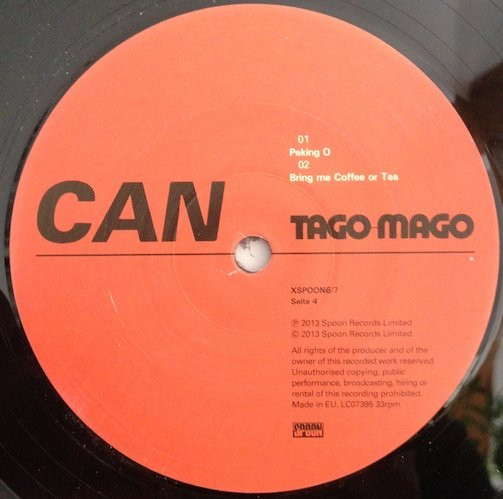 01
Peking O
02
Bring me Coffee or Tea
CAN
TAGO MAGO
XSPOON6/7
Seite 4
℗ 2013 Spoon Records Limited
© 2013 Spoon Records Limited.
All rights of the producer and of the
owner of this recorded work reserved.
Unauthorised copying, public
performance, broadcasting, hiring or
rental of this recording prohibited.
Made in EU. LC07395 33rpm.
SPOON